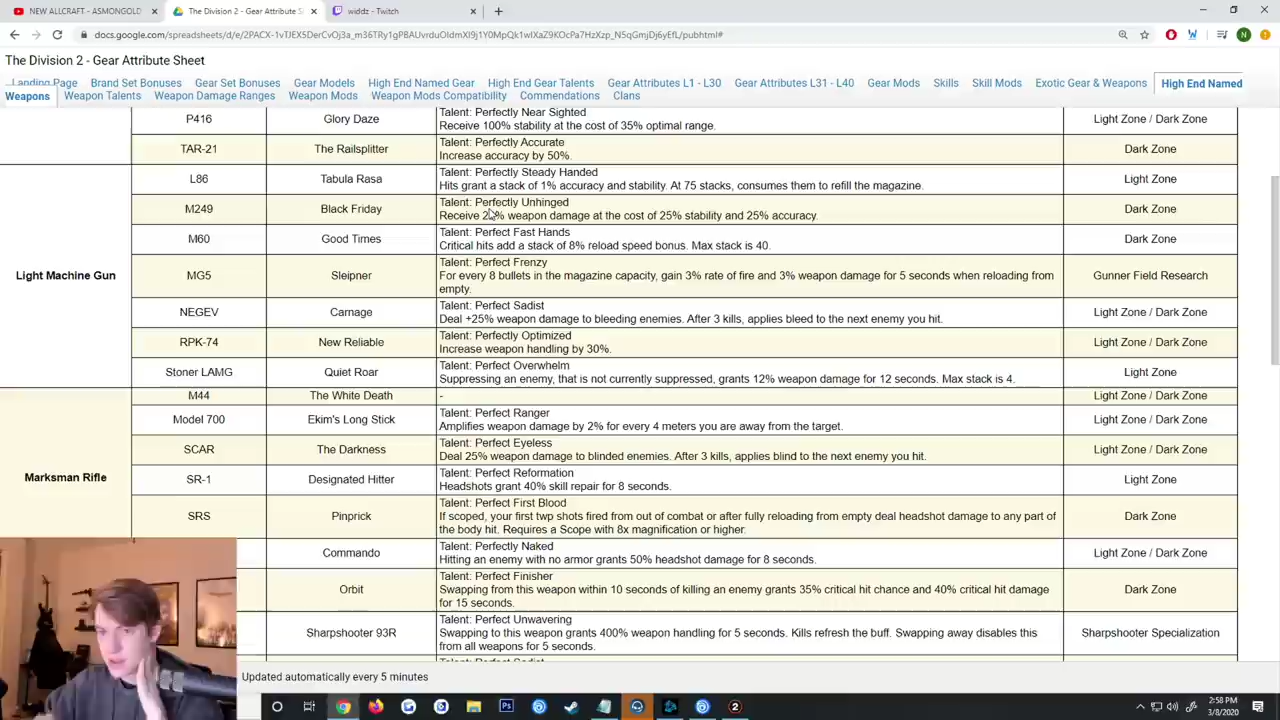 NEW ALLCRAFT - ASMONGOLD
The Division 2 - Gear Attribute S
widdz - Twitch
docs.google.com/spreadsheets/d/e/
The Division 2 - Gear Attribute Sheet
Landing Page Brand Set Bonuses Gear Set Bonuses Gear Models High End Named Gear High End Gear Talents Gear Attributes L1 - L30 Gear Attributes L31 - L40 Gear Mods Skills Skill Mods Exotic Gear & Weapons High End Named
Weapons Weapon Talents Weapon Damage Ranges Weapon Mods Weapon Mods Compatibility Commendations Clans
P416 Glory Daze Talent: Perfectly Near Sighted
Receive 100% stability at the cost of 35% optimal range. Light Zone / Dark Zone
TAR-21 The Railsplitter Talent: Perfectly Accurate
Increase accuracy by 50%. Dark Zone
Light Machine Gun
L86 Tabula Rasa Talent: Perfectly Steady Handed
Hits grant a stack of 1% accuracy and stability. At 75 stacks, consumes them to refill the magazine. Light Zone
M249 Black Friday Talent: Perfectly Unhinged
Receive weapon damage at the cost of 25% stability and 25% accuracy. Dark Zone
M60 Good Times Talent: Perfect Fast Hands
Critical hits add a stack of 8% reload speed bonus. Max stack is 40. Dark Zone
MG5 Sleipner Talent: Perfect Frenzy
For every 8 bullets in the magazine capacity, gain 3% rate of fire and 3% weapon damage for 5 seconds when reloading from
empty. Gunner Field Research
NEGEV Carnage Talent: Perfect Sadist
Deal +25% weapon damage to bleeding enemies. After 3 kills, applies bleed to the next enemy you hit. Light Zone / Dark Zone
RPK-74 New Reliable Talent: Perfectly Optimized
Increase weapon handling by 30%. Light Zone / Dark Zone
Stoner LAMG Quiet Roar Talent: Perfect Overwhelm
Suppressing an enemy, that is not currently suppressed, grants 12% weapon damage for 12 seconds. Max stack is 4. Light Zone
Marksman Rifle
M44 The White Death - Light Zone / Dark Zone
Model 700 Ekim's Long Stick Talent: Perfect Ranger
Amplifies weapon damage by 2% for every 4 meters you are away from the target. Light Zone / Dark Zone
SCAR The Darkness Talent: Perfect Eyeless
Deal 25% weapon damage to blinded enemies. After 3 kills, applies blind to the next enemy you hit. Light Zone / Dark Zone
SR-1 Designated Hitter Talent: Perfect Reformation
Headshots grant 40% skill repair for 8 seconds. Light Zone
SRS Pinprick Talent: Perfect First Blood
If scoped, your first twp shots fired from out of combat or after fully reloading from empty deal headshot damage to any part of
the body hit. Requires a Scope with 8x magnification or higher. Dark Zone
Commando Talent: Perfectly Naked
Hitting an enemy with no armor grants 50% headshot damage for 8 seconds. Light Zone / Dark Zone
Orbit Talent: Perfect Finisher
Swapping from this weapon within 10 seconds of killing an enemy grants 35% critical hit chance and 40% critical hit damage
for 15 seconds. Dark Zone
Sharpshooter 93R Talent: Perfect Unwavering
Swapping to this weapon grants 400% weapon handling for 5 seconds. Kills refresh the buff. Swapping away disables this
from all weapons for 5 seconds. Sharpshooter Specialization
Updated automatically every 5 minutes
2:58 PM
3/8/2020